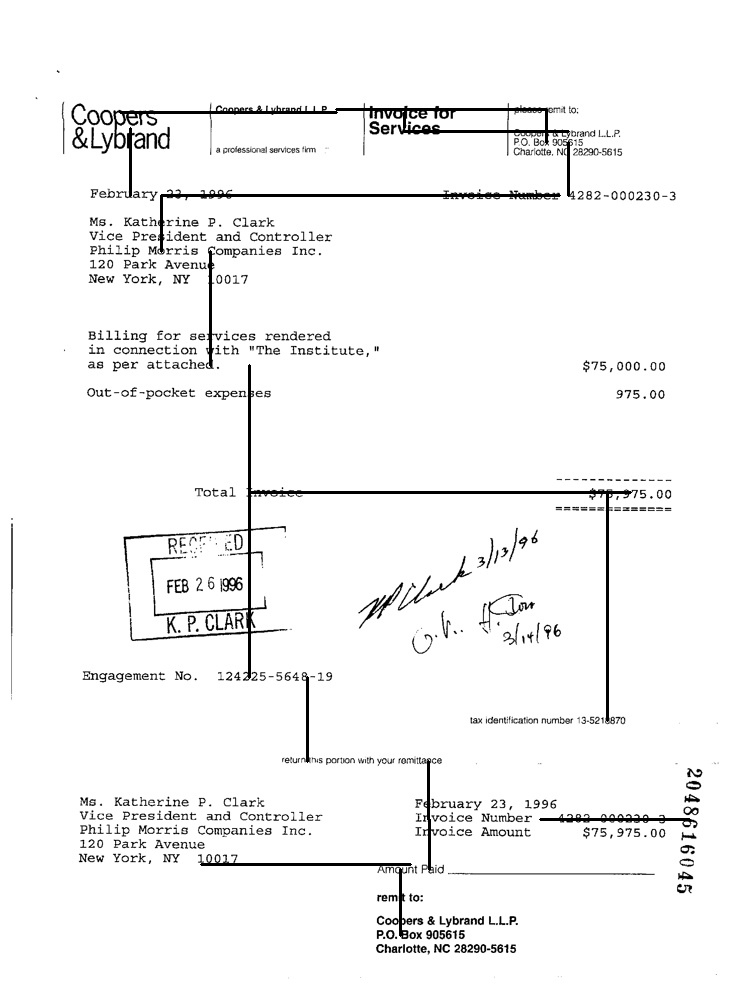 Coopers
& Lybrand
Coopers & Lybrand L.L.P.
a professional services firm
Invoice for
Services
please remit to:
Coopers & Lybrand L.L.P.
P.O. Box 905615
Charlotte, NC 28290-5615
February 23, 1996 Invoice Number 4282-000230-3
Ms. Katherine P. Clark
Vice President and Controller
Philip Morris Companies Inc.
120 Park Avenue
New York, NY 10017
Billing for services rendered
in connection with "The Institute,"
as per attached. $75,000.00
Out-of-pocket expenses 975.00
Total Invoice $75,975.00
RECEIVED
FEB 26 1996
K. P. CLARK
3/13/96
3/14/96
Engagement No. 124225-5648-19
tax identification number 13-5218870
return this portion with your remittance
Ms. Katherine P. Clark
Vice President and Controller
Philip Morris Companies Inc.
120 Park Avenue
New York, NY 10017
February 23, 1996
Invoice Number 4282-000230-3
Invoice Amount $75,975.00
Amount Paid
remit to:
Coopers & Lybrand L.L.P.
P.O. Box 905615
Charlotte, NC 28290-5615
2048616045